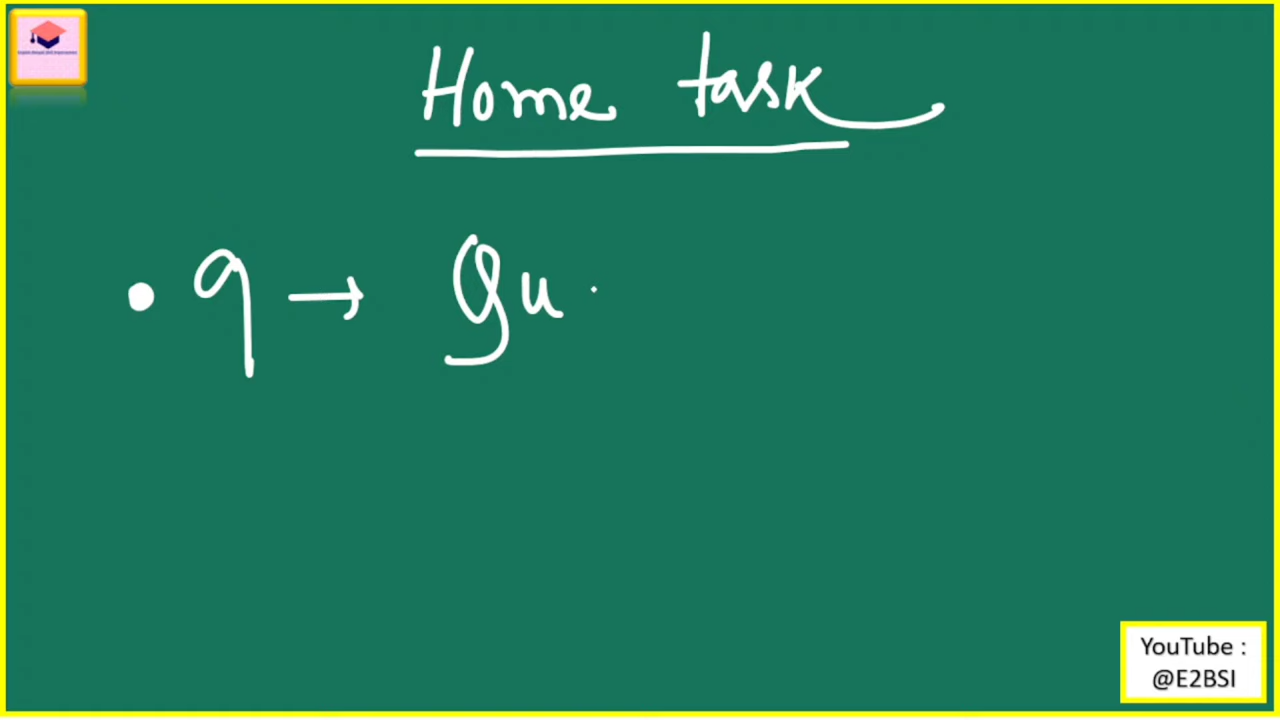 Home task
• q → Qu
YouTube :
@E2BSI